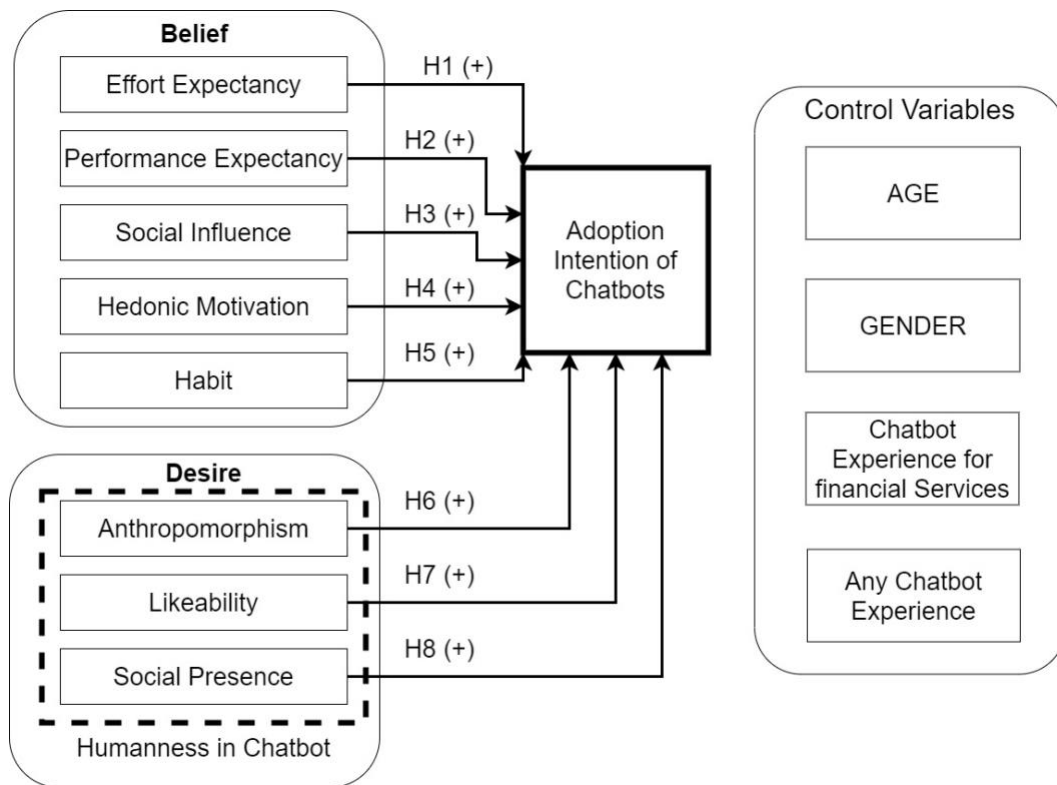 Belief
Effort Expectancy
Performance Expectancy
Social Influence
Hedonic Motivation
Habit
H1 (+)
H2 (+)
H3 (+)
H4 (+)
H5 (+)
Adoption
Intention of
Chatbots
Desire
Anthropomorphism
Likeability
Social Presence
Humanness in Chatbot
H6 (+)
H7 (+)
H8 (+)
Control Variables
AGE
GENDER
Chatbot
Experience for
financial Services
Any Chatbot
Experience